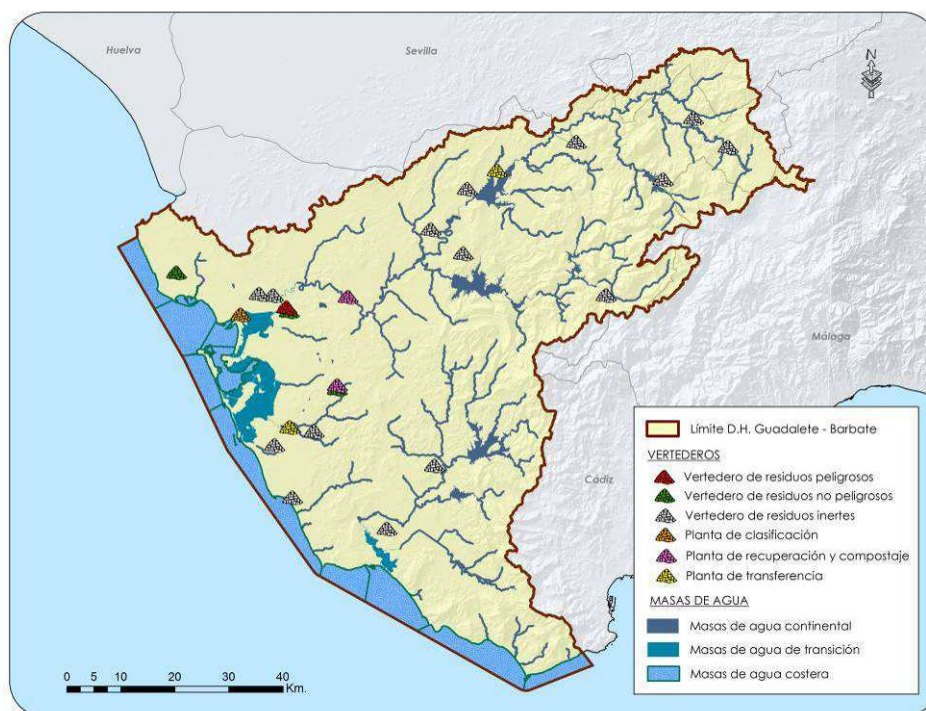 Huelva
Sevilla
N
Málaga
Cádiz
Límite D.H. Guadalete - Barbate
VERTEDEROS
Vertedero de residuos peligrosos
Vertedero de residuos no peligrosos
Vertedero de residuos inertes
Planta de clasificación
Planta de recuperación y compostaje
Planta de transferencia
MASAS DE AGUA
Masas de agua continental
Masas de agua de transición
Masas de agua costera
0 5 10 20 30 40
Km.